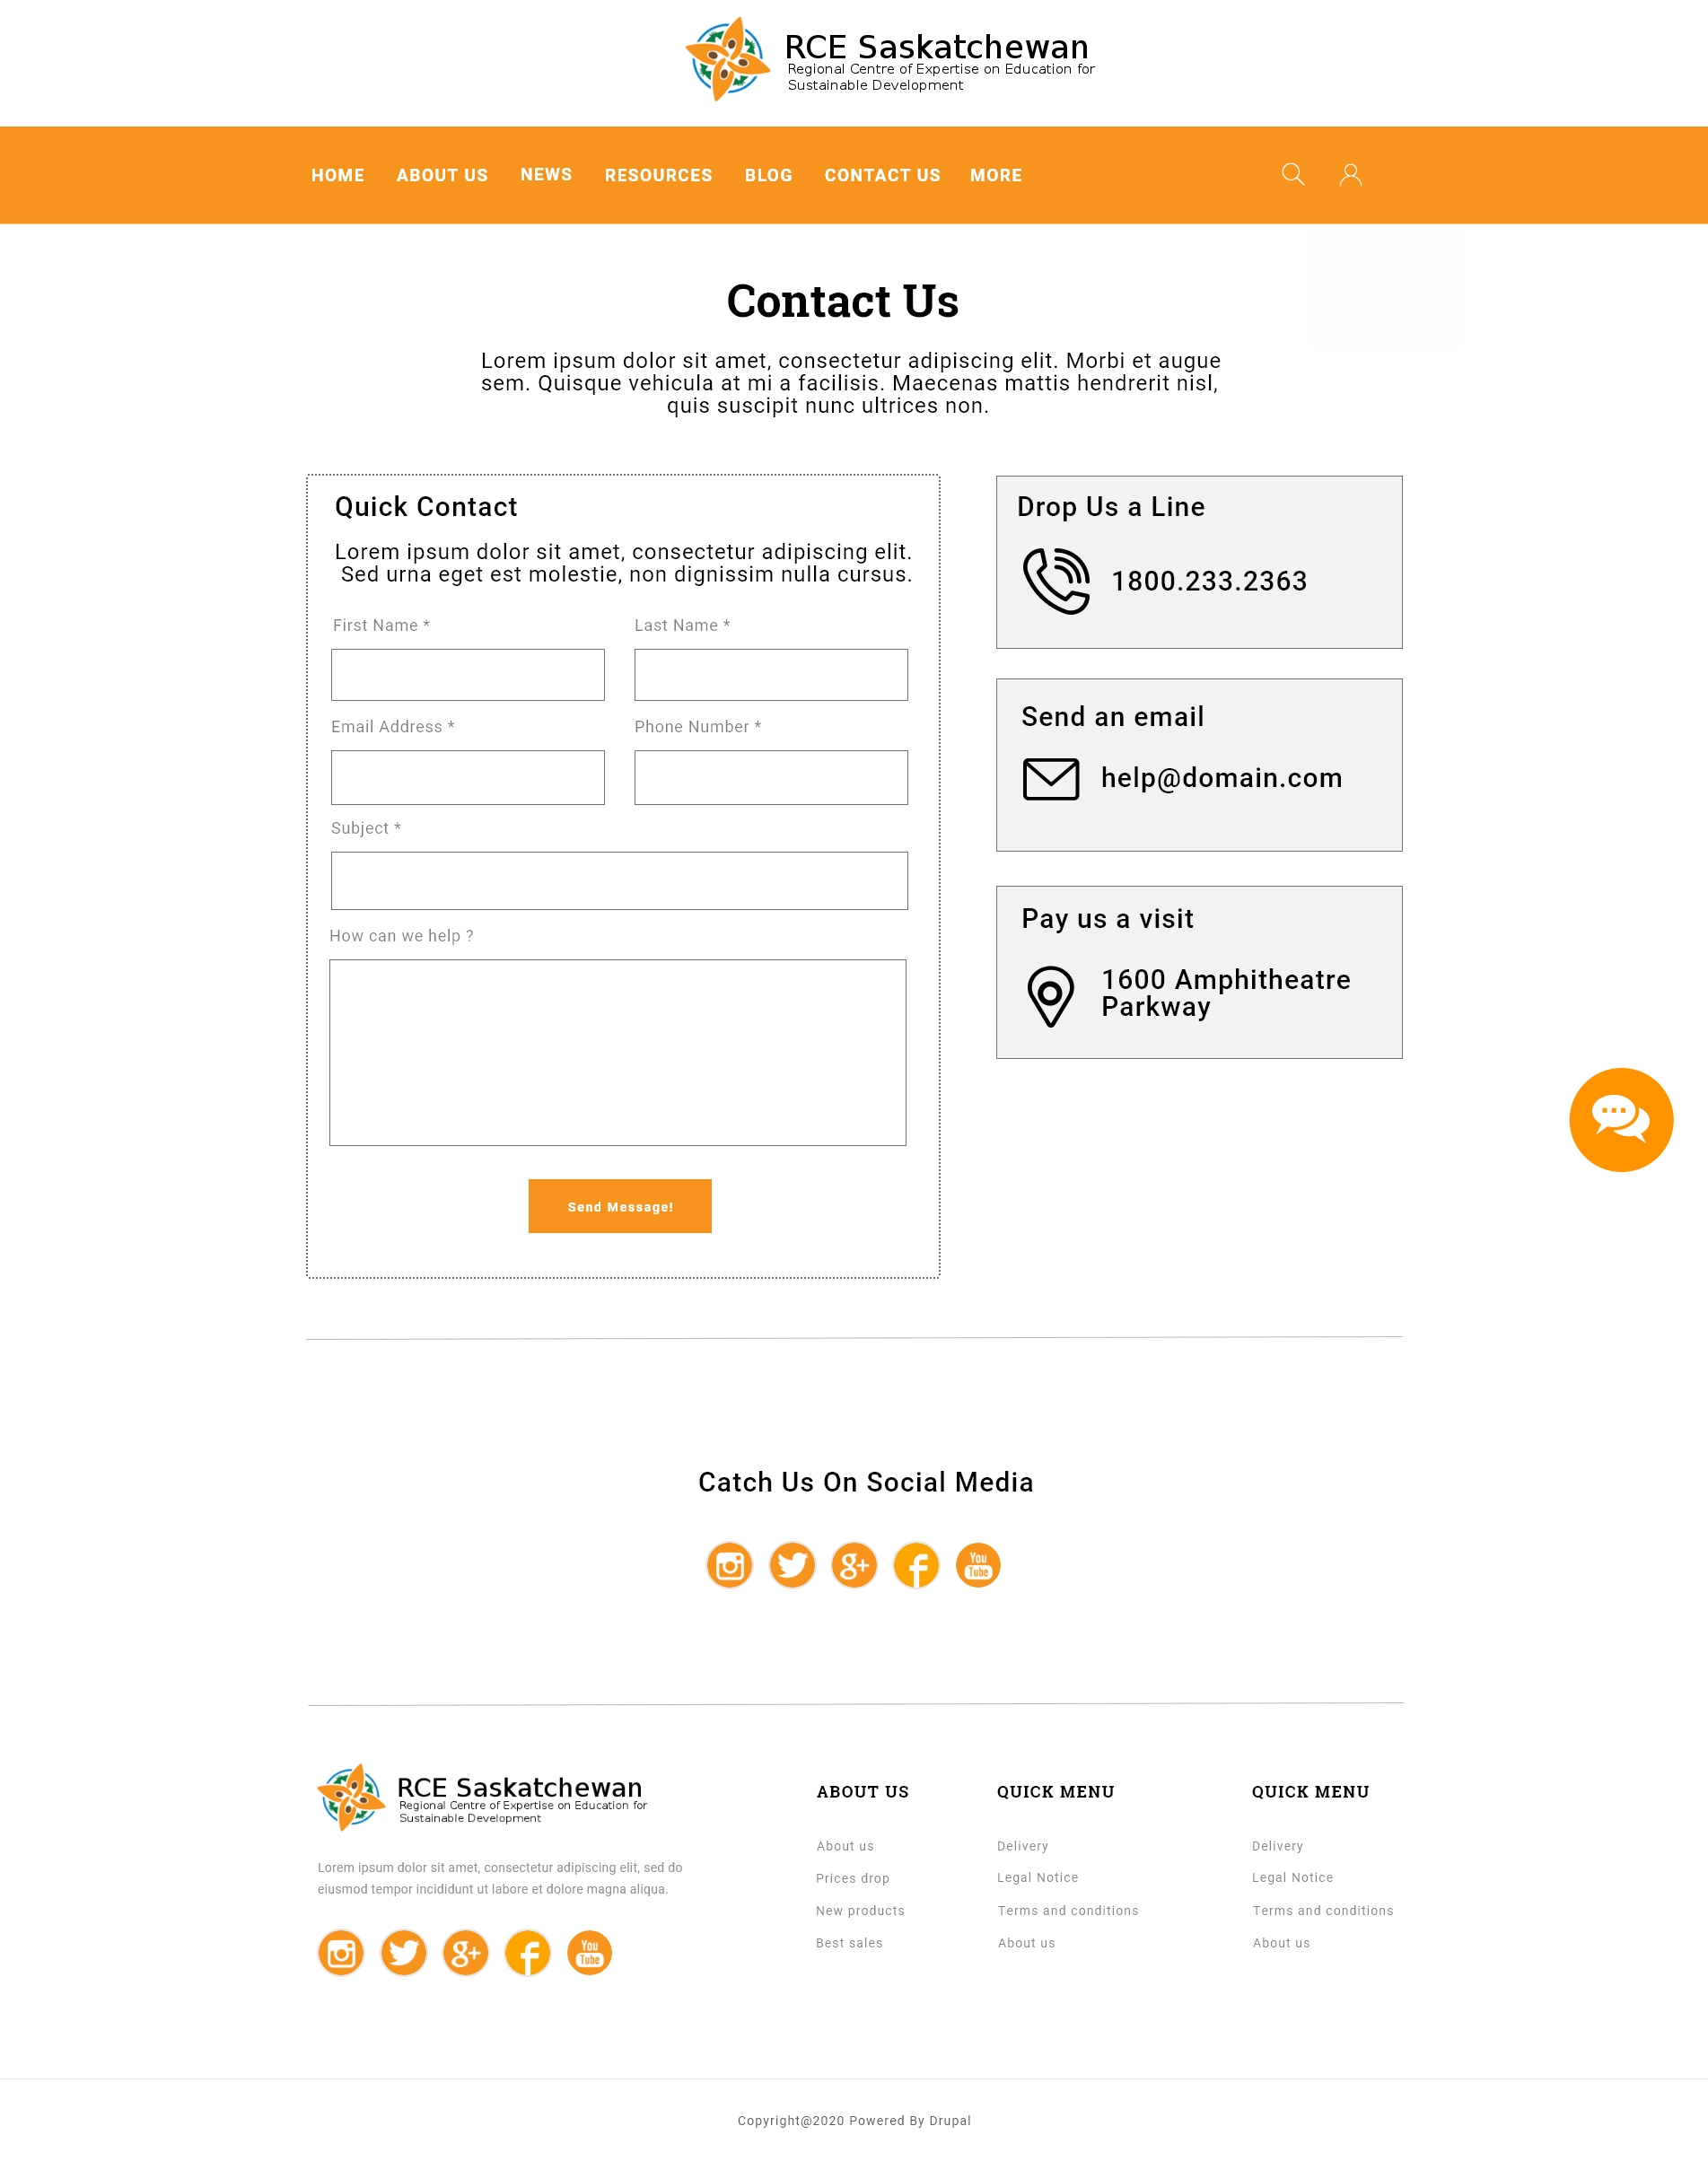 RCE Saskatchewan
Regional Centre of Expertise on Education for
Sustainable Development
HOME ABOUT US NEWS RESOURCES BLOG CONTACT US MORE
Contact Us
Lorem ipsum dolor sit amet, consectetur adipiscing elit. Morbi et augue
sem. Quisque vehicula at mi a facilisis. Maecenas mattis hendrerit nisl,
quis suscipit nunc ultrices non.
Quick Contact
Lorem ipsum dolor sit amet, consectetur adipiscing elit.
Sed urna eget est molestie, non dignissim nulla cursus.
First Name * Last Name *
Email Address * Phone Number *
Subject *
How can we help ?
Send Message!
Drop Us a Line
1800.233.2363
Send an email
help@domain.com
Pay us a visit
1600 Amphitheatre
Parkway
Catch Us On Social Media
g+ f You
Tube
RCE Saskatchewan
Regional Centre of Expertise on Education for
Sustainable Development
Lorem ipsum dolor sit amet, consectetur adipiscing elit, sed do
eiusmod tempor incididunt ut labore et dolore magna aliqua.
g+ f You
Tube
ABOUT US
About us
Prices drop
New products
Best sales
QUICK MENU
Delivery
Legal Notice
Terms and conditions
About us
QUICK MENU
Delivery
Legal Notice
Terms and conditions
About us
Copyright@2020 Powered By Drupal